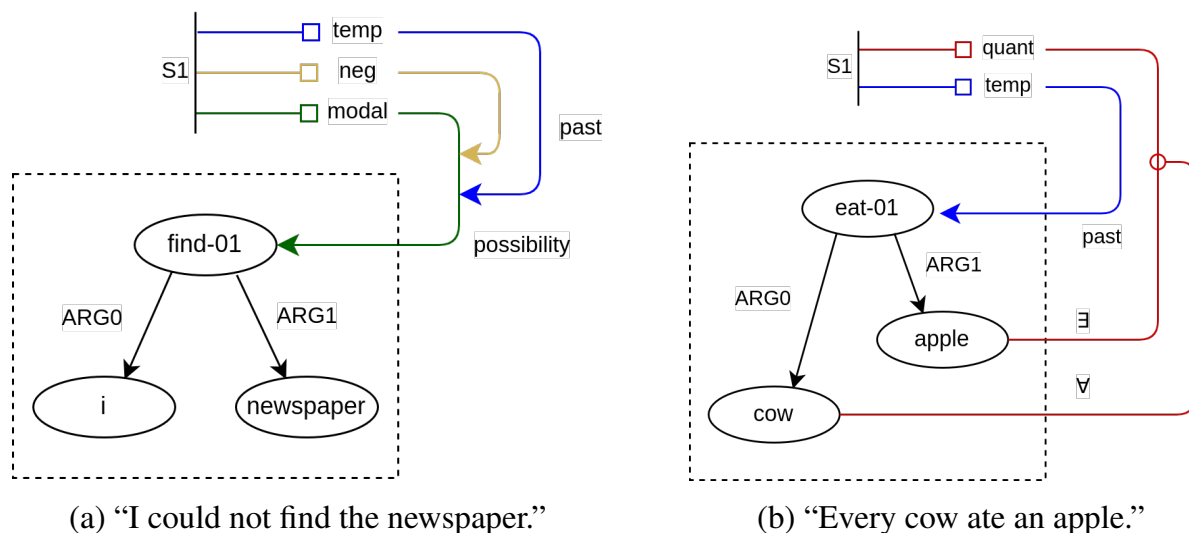 temp
S1
neg
modal
past
find-01
possibility
ARG0
ARG1
i
newspaper
(a) “I could not find the newspaper.”
quant
S1
temp
eat-01
past
ARG1
ARG0
∃
apple
∀
cow
(b) “Every cow ate an apple.”